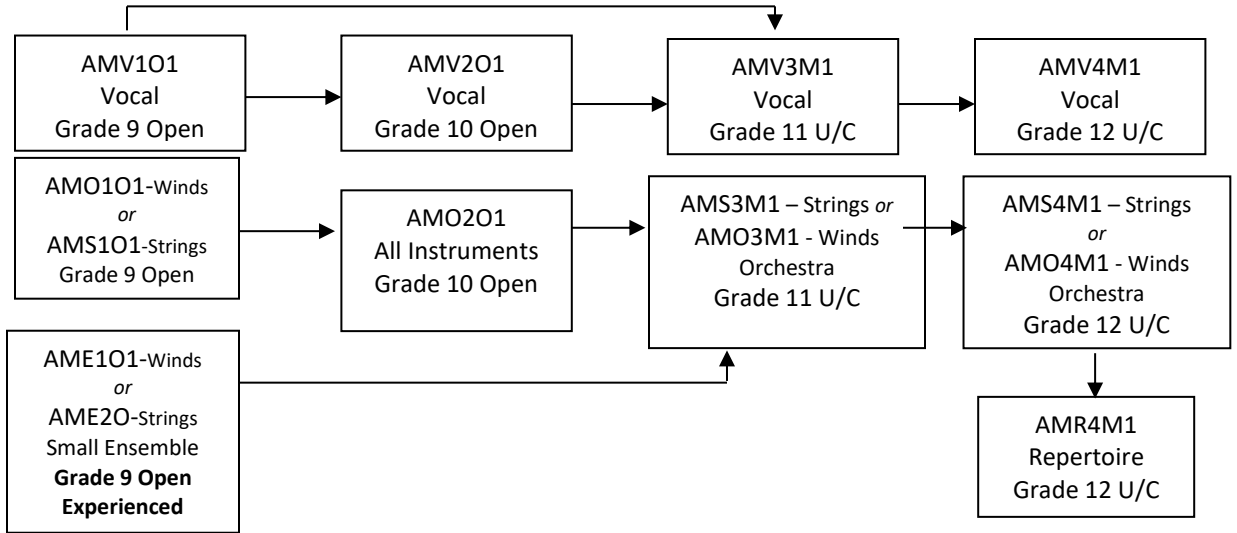 AMV1O1
Vocal
Grade 9 Open
AMV2O1
Vocal
Grade 10 Open
AMV3M1
Vocal
Grade 11 U/C
AMV4M1
Vocal
Grade 12 U/C
AMO1O1-Winds
or
AMS1O1-Strings
Grade 9 Open
AMO2O1
All Instruments
Grade 10 Open
AMS3M1 – Strings or
AMO3M1 - Winds
Orchestra
Grade 11 U/C
AMS4M1 – Strings
or
AMO4M1 - Winds
Orchestra
Grade 12 U/C
AME1O1-Winds
or
AME2O-Strings
Small Ensemble
Grade 9 Open
Experienced
AMR4M1
Repertoire
Grade 12 U/C